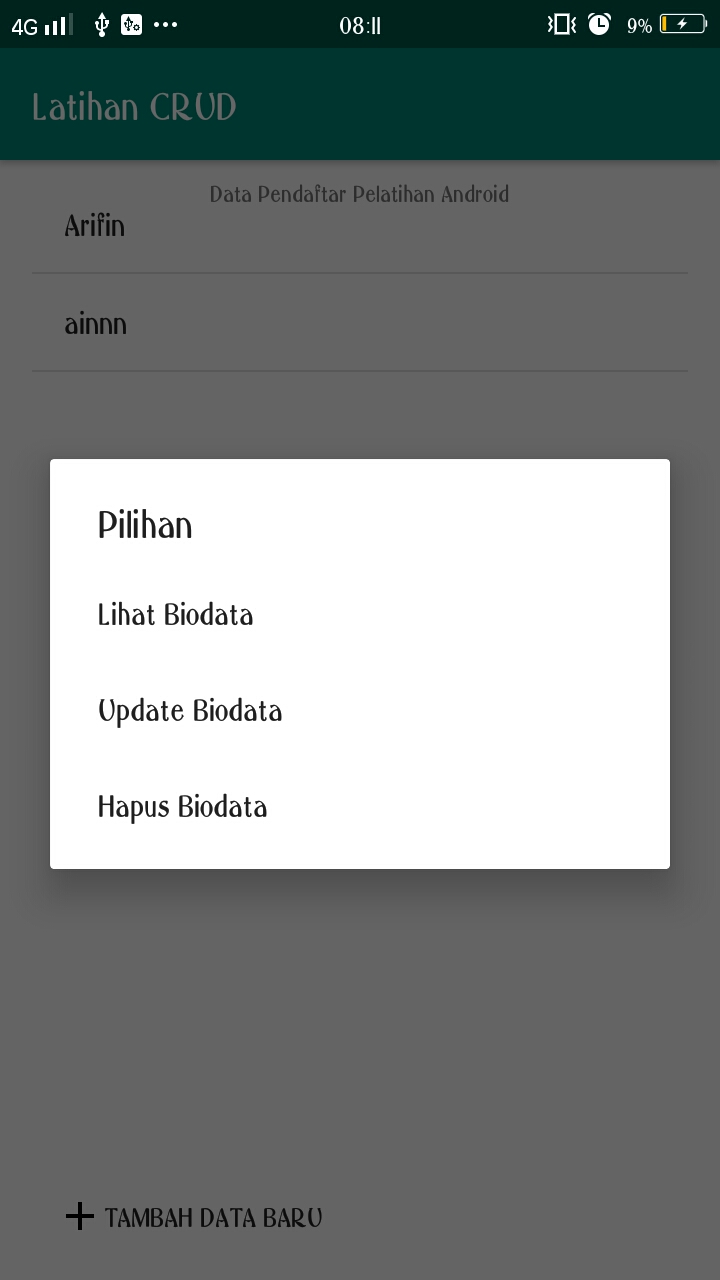 4G 08:11 9%
Latihan CRUD
Data Pendaftar Pelatihan Android
Arifin
ainnn
Pilihan
Lihat Biodata
Update Biodata
Hapus Biodata
TAMBAH DATA BARU